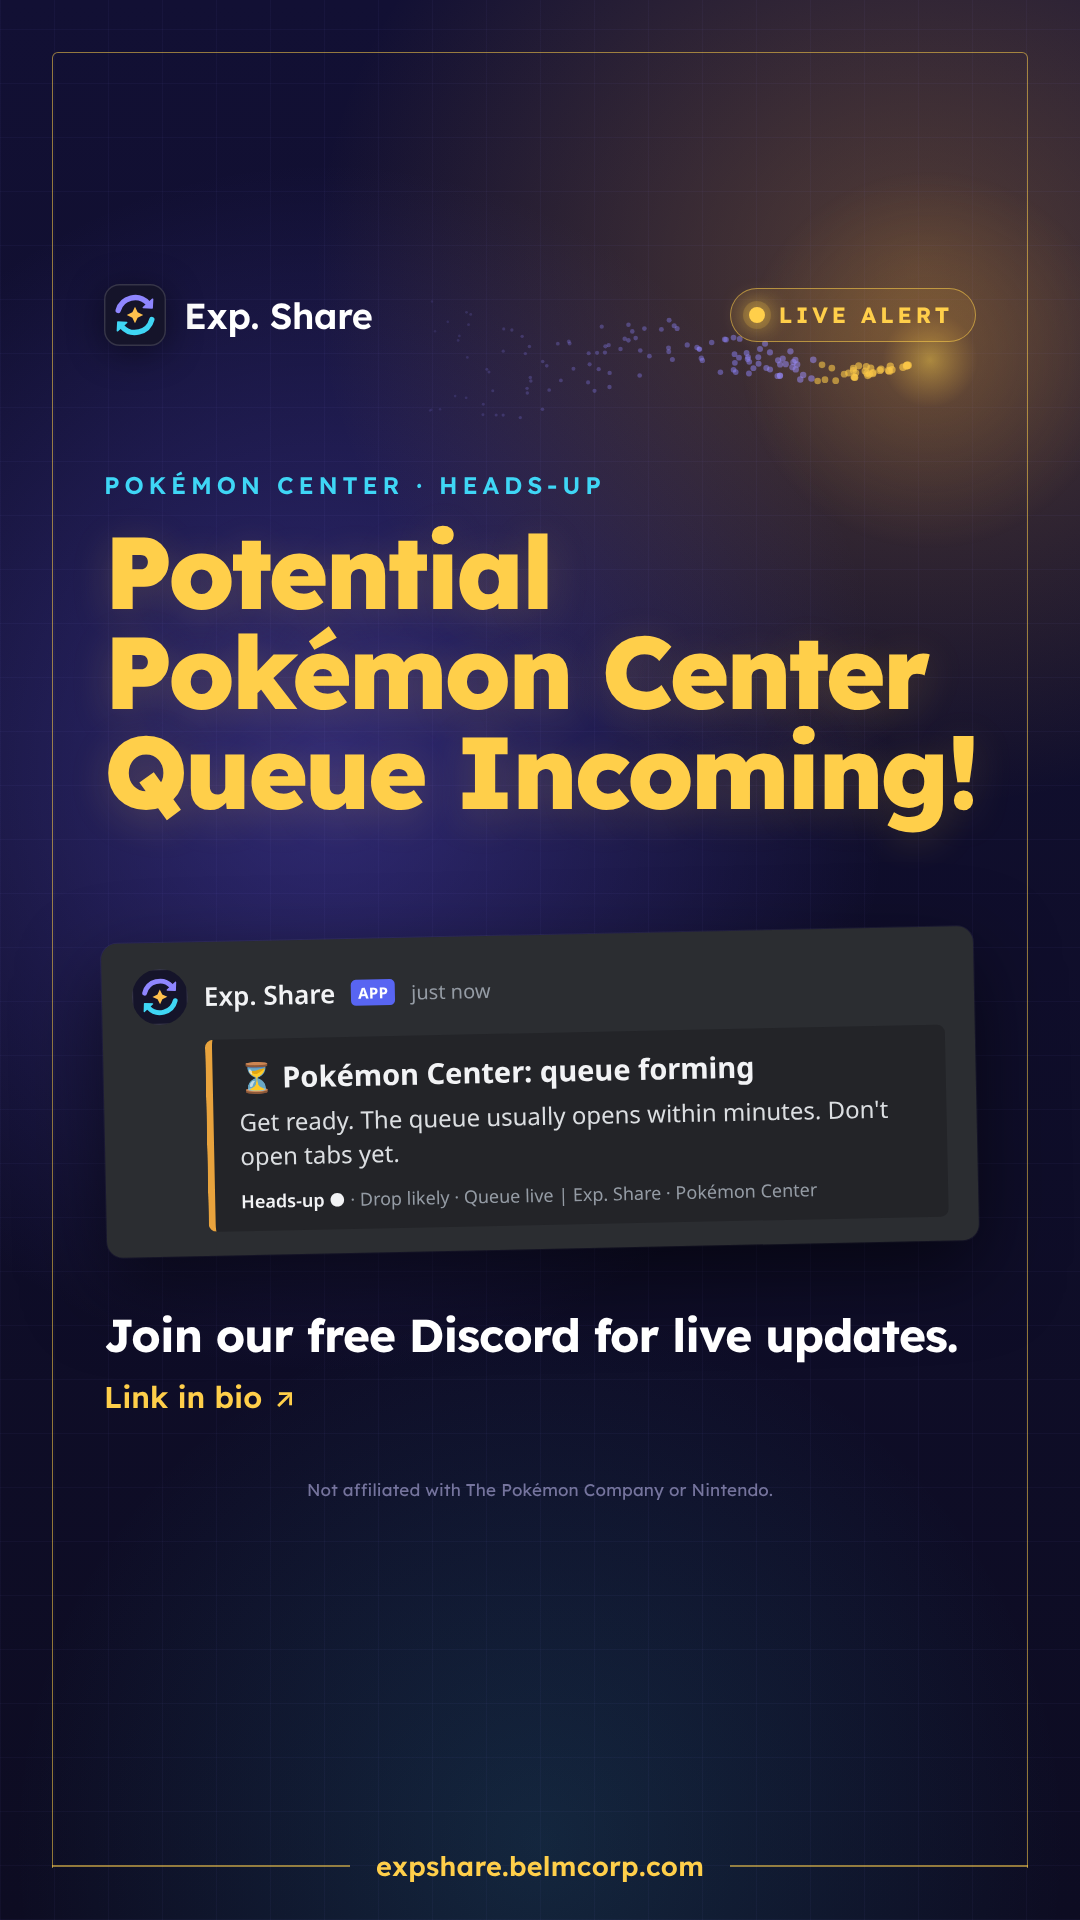 Exp. Share
LIVE ALERT
POKÉMON CENTER · HEADS-UP
Potential
Pokémon Center
Queue Incoming!
Exp. Share APP just now
⏳ Pokémon Center: queue forming
Get ready. The queue usually opens within minutes. Don't
open tabs yet.
Heads-up ● · Drop likely · Queue live | Exp. Share · Pokémon Center
Join our free Discord for live updates.
Link in bio ↗
Not affiliated with The Pokémon Company or Nintendo.
expshare.belmcorp.com